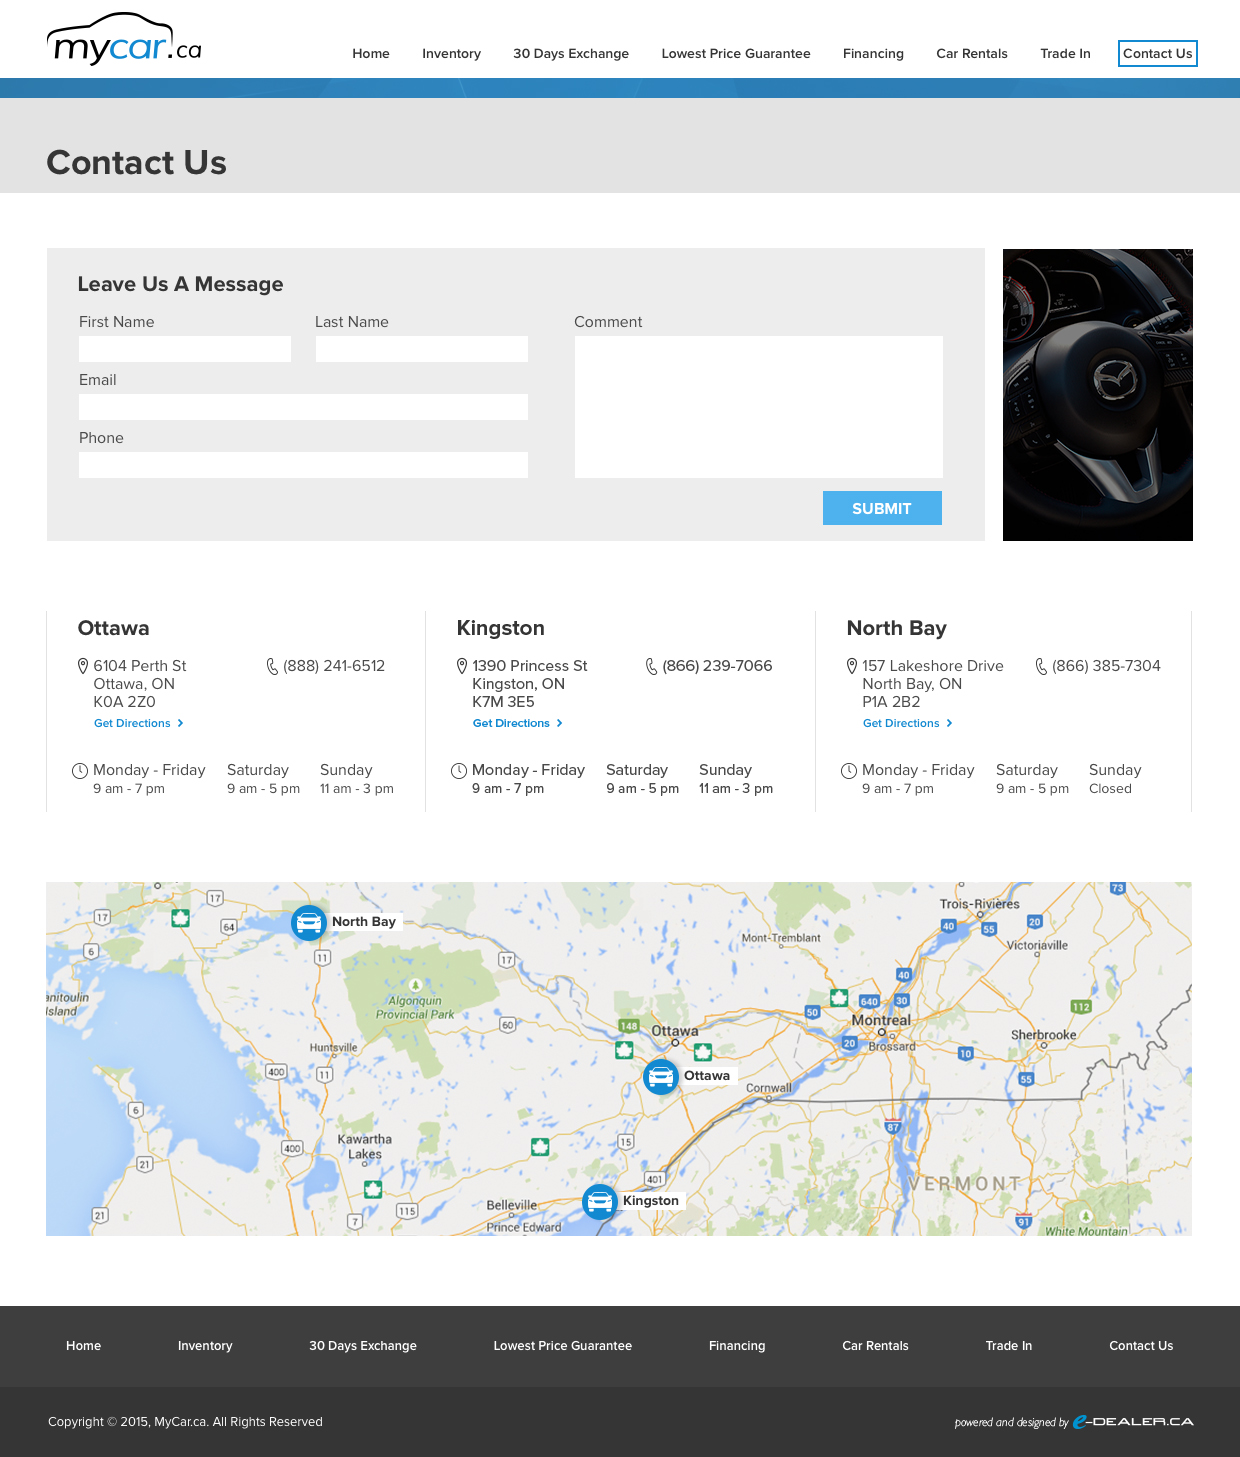 mycar.ca
Home Inventory 30 Days Exchange Lowest Price Guarantee Financing Car Rentals Trade In Contact Us
Contact Us
Leave Us A Message
First Name Last Name Comment
Email
Phone
SUBMIT
Ottawa
6104 Perth St (888) 241-6512
Ottawa, ON
K0A 2Z0
Get Directions
Monday - Friday Saturday Sunday
9 am - 7 pm 9 am - 5 pm 11 am - 3 pm
Kingston
1390 Princess St (866) 239-7066
Kingston, ON
K7M 3E5
Get Directions
Monday - Friday Saturday Sunday
9 am - 7 pm 9 am - 5 pm 11 am - 3 pm
North Bay
157 Lakeshore Drive (866) 385-7304
North Bay, ON
P1A 2B2
Get Directions
Monday - Friday Saturday Sunday
9 am - 7 pm 9 am - 5 pm Closed
17
73
Trois-Rivières
17
64
North Bay
40
55
20
Mont-Tremblant
Victoriaville
6
11
17
40
anitoulin
Island
Algonquin
Provincial Park
640
30
112
50
60
148
Ottawa
Montreal
Sherbrooke
Huntsville
20
Brossard
10
400
11
Ottawa
55
Cornwall
6
87
Kawartha
Lakes
400
15
21
401
VERMONT
Belleville
Kingston
21
7
115
Prince Edward
91
White Mountain
Home Inventory 30 Days Exchange Lowest Price Guarantee Financing Car Rentals Trade In Contact Us
Copyright © 2015, MyCar.ca. All Rights Reserved
powered and designed by e-DEALER.CA